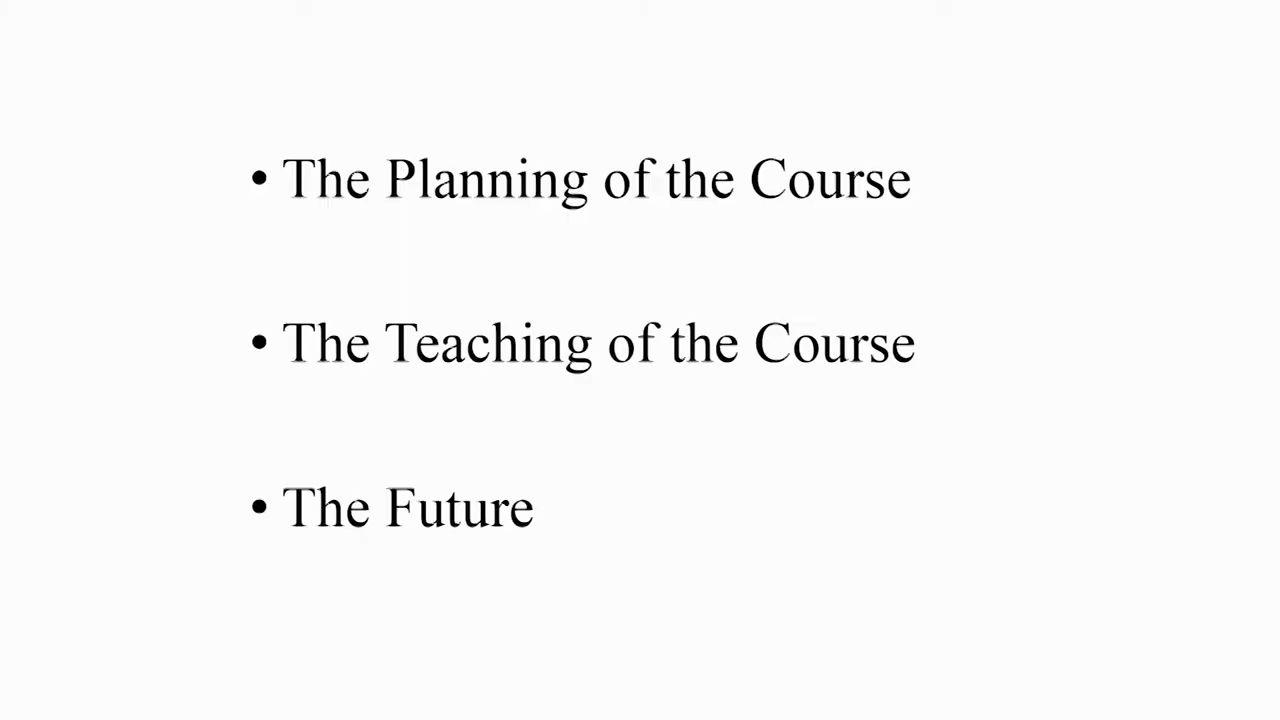 • The Planning of the Course
• The Teaching of the Course
• The Future